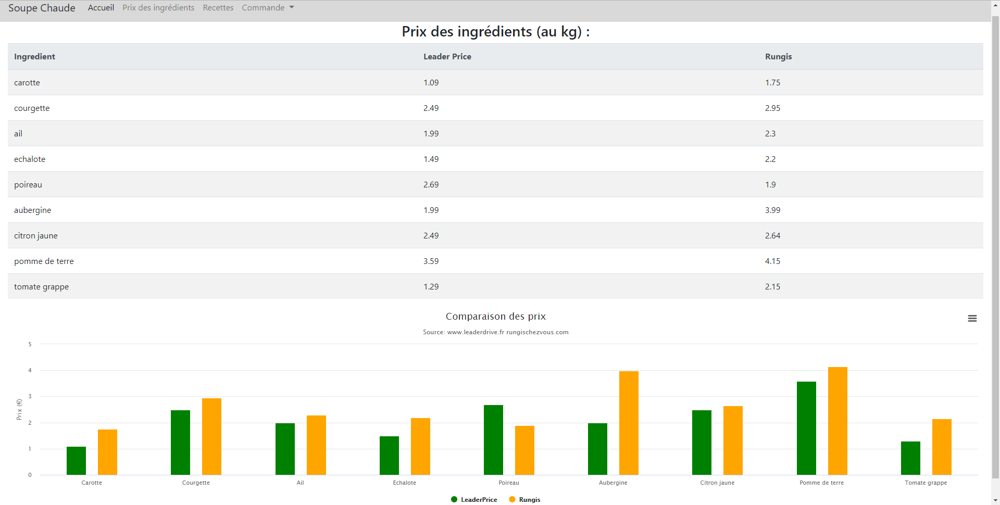 Soupe Chaude Accueil Prix des ingrédients Recettes Commande
Prix des ingrédients (au kg) :
Ingredient Leader Price Rungis
carotte 1.09 1.75
courgette 2.49 2.95
ail 1.99 2.3
echalote 1.49 2.2
poireau 2.69 1.9
aubergine 1.99 3.99
citron jaune 2.49 2.64
pomme de terre 3.59 4.15
tomate grappe 1.29 2.15
Comparaison des prix
Source: www.leaderdrive.fr rungischezvous.com
Prix (€)
5
4
3
2
1
0
Carotte Courgette Ail Echalote Poireau Aubergine Citron jaune Pomme de terre Tomate grappe
LeaderPrice Rungis